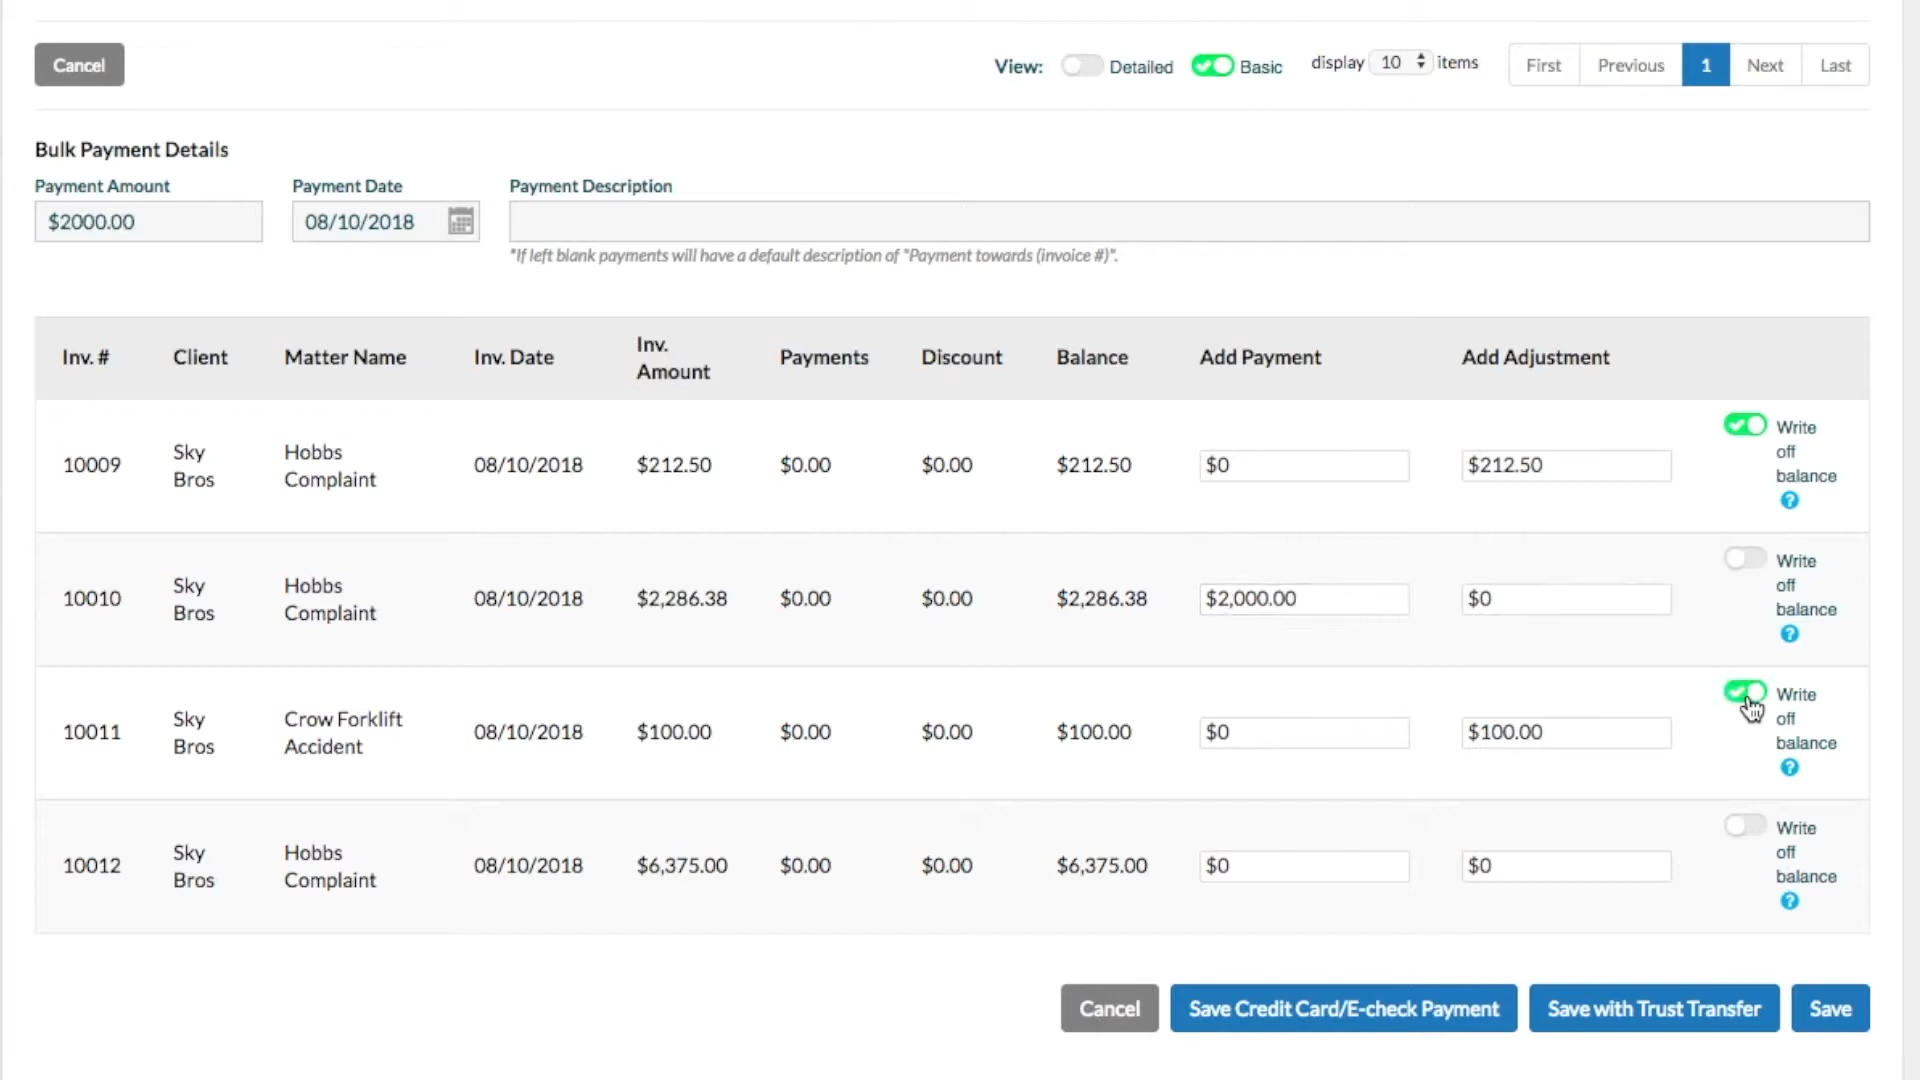 Cancel
View: Detailed Basic display 10 items First Previous 1 Next Last
Bulk Payment Details
Payment Amount Payment Date Payment Description
$2000.00 08/10/2018
*If left blank payments will have a default description of "Payment towards (invoice #)".
Inv. # Client Matter Name Inv. Date Inv. Amount Payments Discount Balance Add Payment Add Adjustment
10009 Sky Bros Hobbs Complaint 08/10/2018 $212.50 $0.00 $0.00 $212.50 $0 $212.50 Write off balance ?
10010 Sky Bros Hobbs Complaint 08/10/2018 $2,286.38 $0.00 $0.00 $2,286.38 $2,000.00 $0 Write off balance ?
10011 Sky Bros Crow Forklift Accident 08/10/2018 $100.00 $0.00 $0.00 $100.00 $0 $100.00 Write off balance ?
10012 Sky Bros Hobbs Complaint 08/10/2018 $6,375.00 $0.00 $0.00 $6,375.00 $0 $0 Write off balance ?
Cancel Save Credit Card/E-check Payment Save with Trust Transfer Save